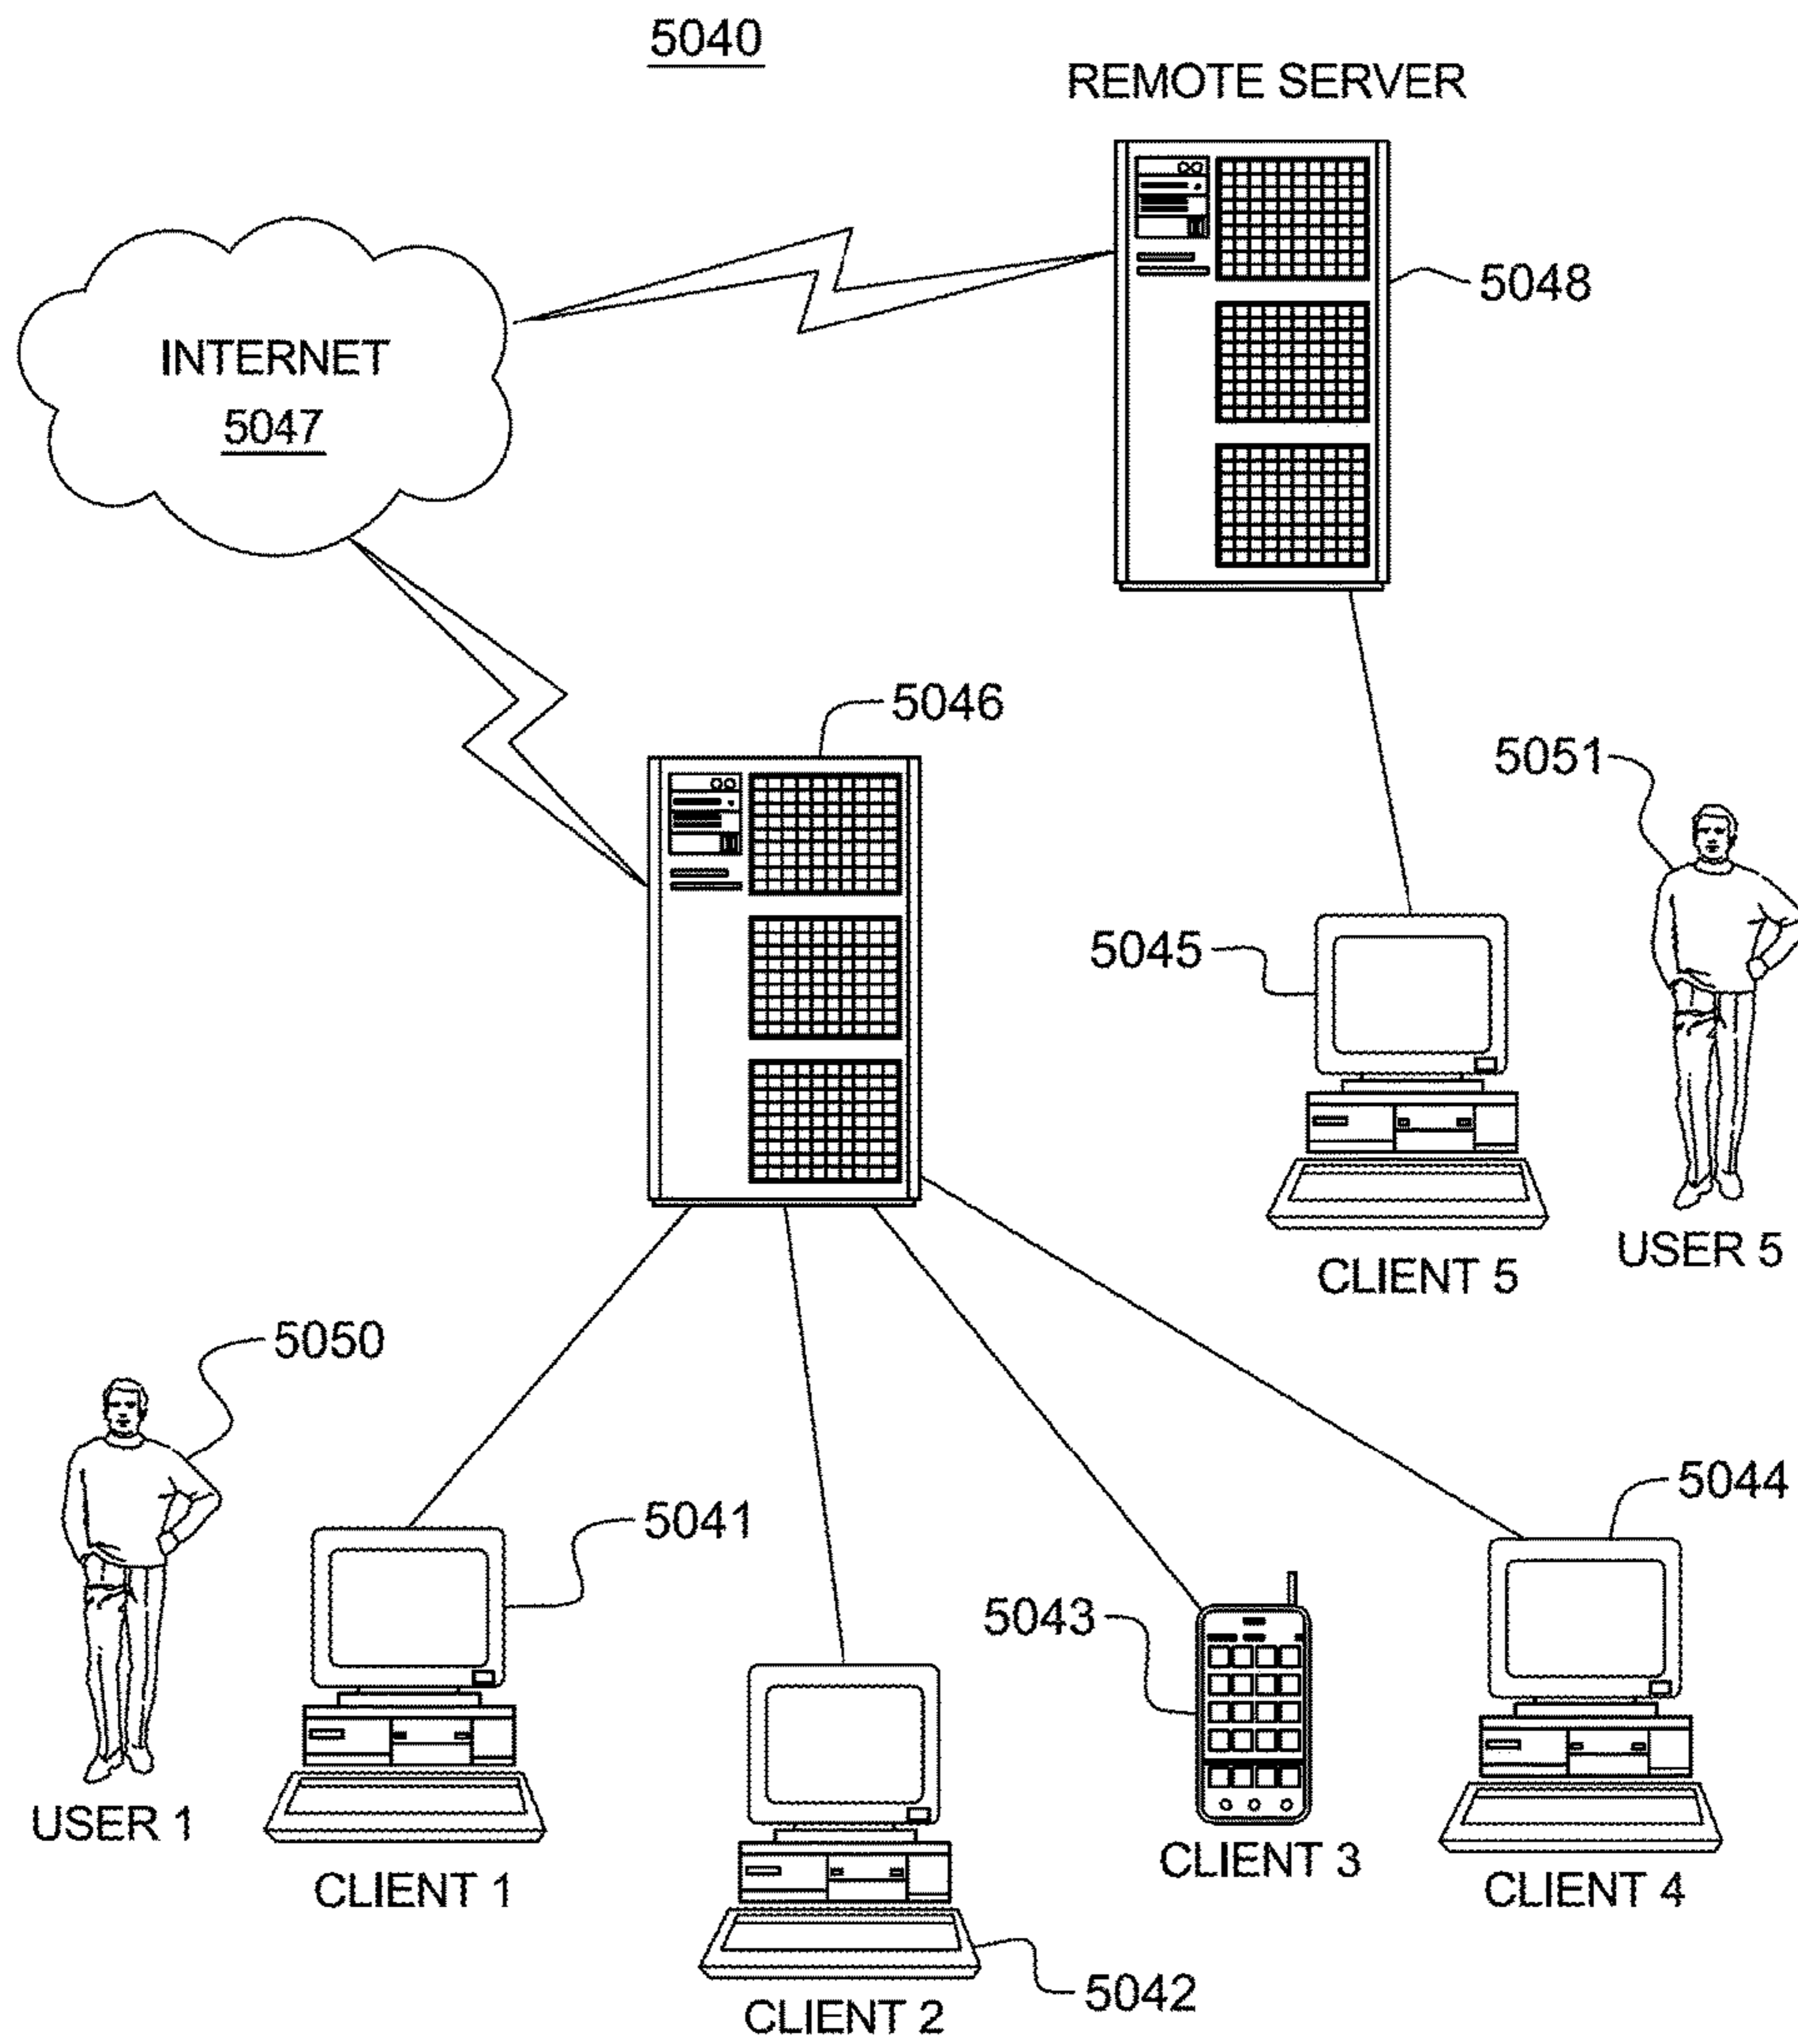 5040
REMOTE SERVER
5048
INTERNET
5047
5046
5051
5045
CLIENT 5
USER 5
5050
5041
5044
5043
USER 1
CLIENT 1
CLIENT 3
CLIENT 4
5042
CLIENT 2